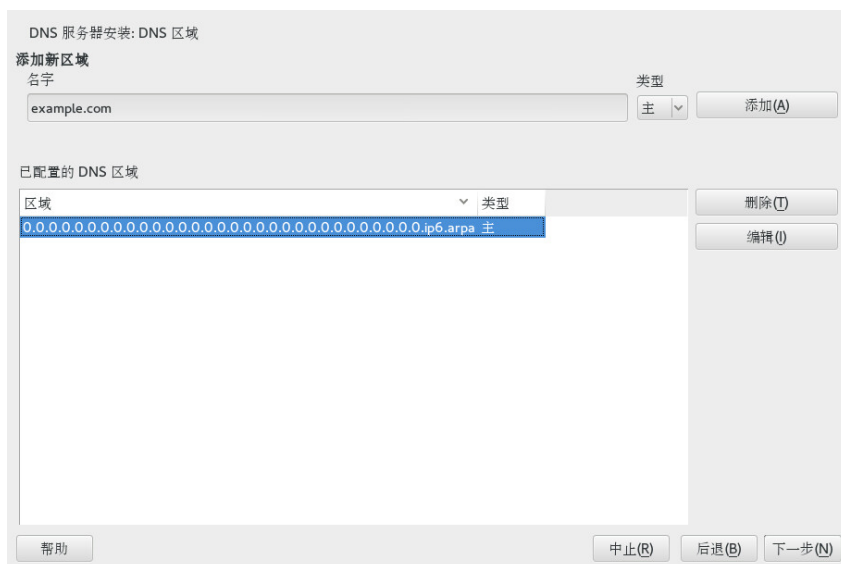 DNS 服务器安装: DNS 区域
添加新区域
名字
类型
example.com
主
添加(A)
已配置的 DNS 区域
区域
类型
删除(T)
0.0.0.0.0.0.0.0.0.0.0.0.0.0.0.0.0.0.0.0.0.0.0.0.0.0.0.0.0.0.0.ip6.arpa 主
编辑(I)
帮助
中止(R)
后退(B)
下一步(N)